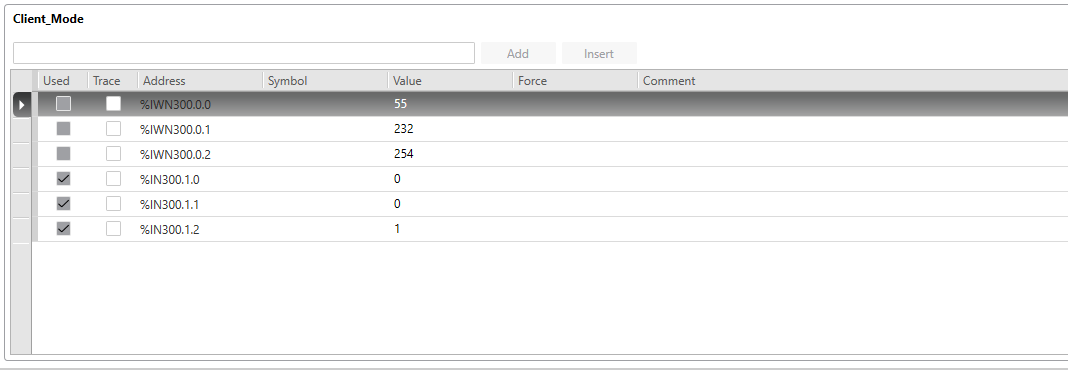 Client_Mode
Add Insert
Used Trace Address Symbol Value Force Comment
%IWN300.0.0 55
%IWN300.0.1 232
%IWN300.0.2 254
%IN300.1.0 0
%IN300.1.1 0
%IN300.1.2 1